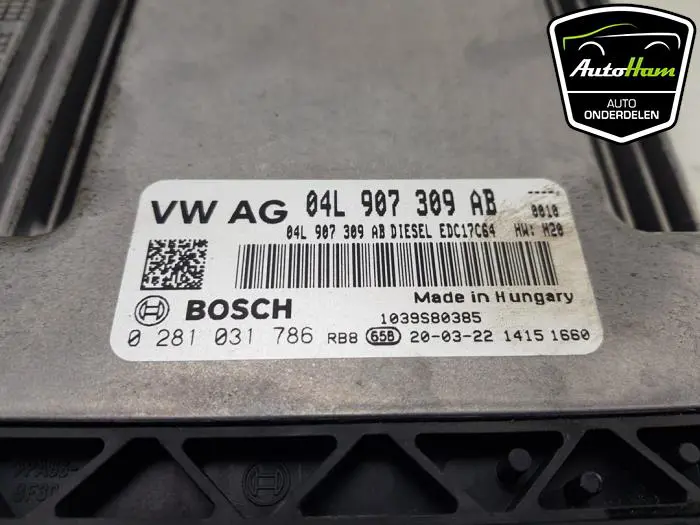 AutoHam
AUTO
ONDERDELEN
VW AG 04L 907 309 AB ----- 0010
04L 907 309 AB DIESEL EDC17C64 HW: H20
BOSCH
Made in Hungary
1039S80385
0 281 031 786 RB8 65B 20-03-22 1415 1660
BOSCH